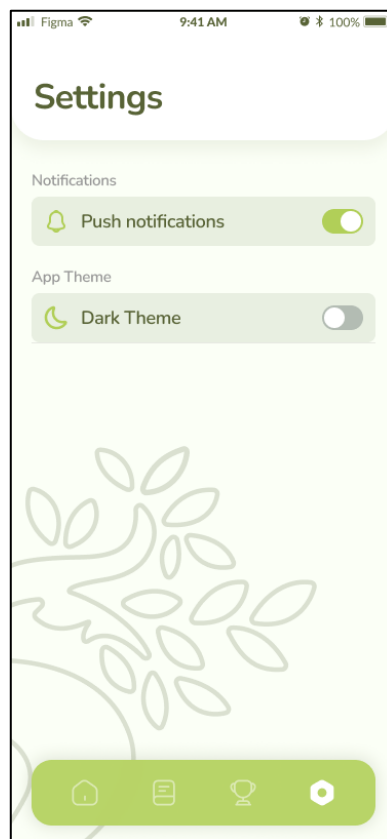 Figma 9:41 AM 100%
Settings
Notifications
Push notifications
App Theme
Dark Theme